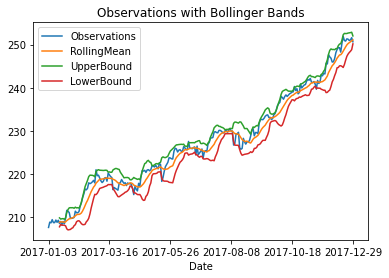 Observations with Bollinger Bands
Observations
RollingMean
UpperBound
LowerBound
250
240
230
220
210
2017-01-03 2017-03-16 2017-05-26 2017-08-08 2017-10-18 2017-12-29
Date